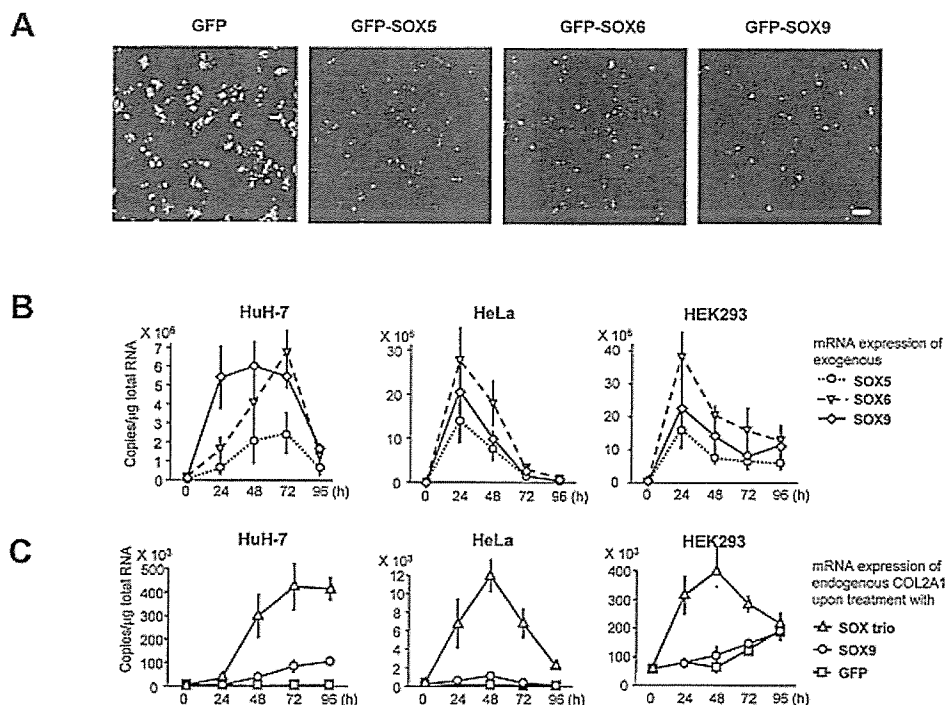 A
GFP
GFP-SOX5
GFP-SOX6
GFP-SOX9
B
HuH-7
HeLa
HEK293
X 10⁶
X 10⁵
X 10⁵
Copies/μg total RNA
7
6
5
4
3
2
1
0
30
20
10
0
40
30
20
10
0
0 24 48 72 96 (h)
0 24 48 72 96 (h)
0 24 48 72 96 (h)
mRNA expression of
exogenous
SOX5
SOX6
SOX9
C
HuH-7
HeLa
HEK293
X 10³
X 10³
X 10³
Copies/μg total RNA
500
400
300
200
100
0
12
10
8
6
4
2
0
400
300
200
100
0
0 24 48 72 96 (h)
0 24 48 72 96 (h)
0 24 48 72 96 (h)
mRNA expression of
endogenous COL2A1
upon treatment with
SOX trio
SOX9
GFP